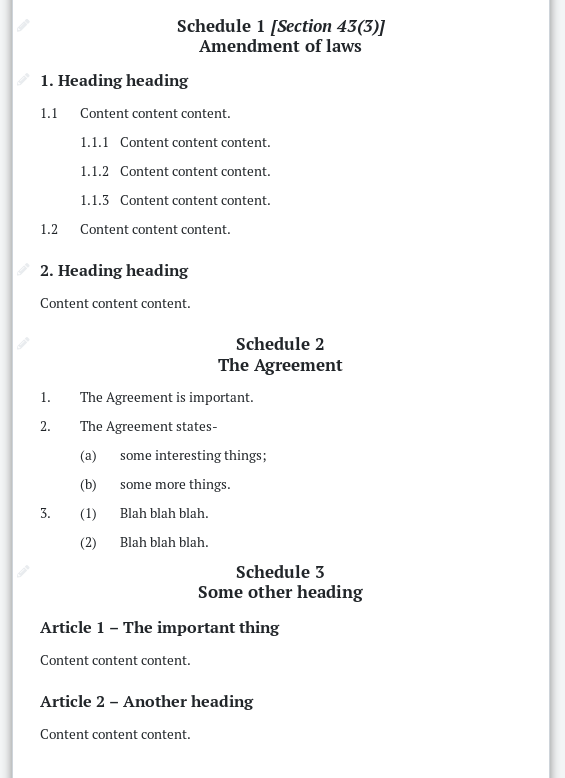 Schedule 1 [Section 43(3)]
Amendment of laws
1. Heading heading
1.1 Content content content.
1.1.1 Content content content.
1.1.2 Content content content.
1.1.3 Content content content.
1.2 Content content content.
2. Heading heading
Content content content.
Schedule 2
The Agreement
1. The Agreement is important.
2. The Agreement states-
(a) some interesting things;
(b) some more things.
3. (1) Blah blah blah.
(2) Blah blah blah.
Schedule 3
Some other heading
Article 1 – The important thing
Content content content.
Article 2 – Another heading
Content content content.